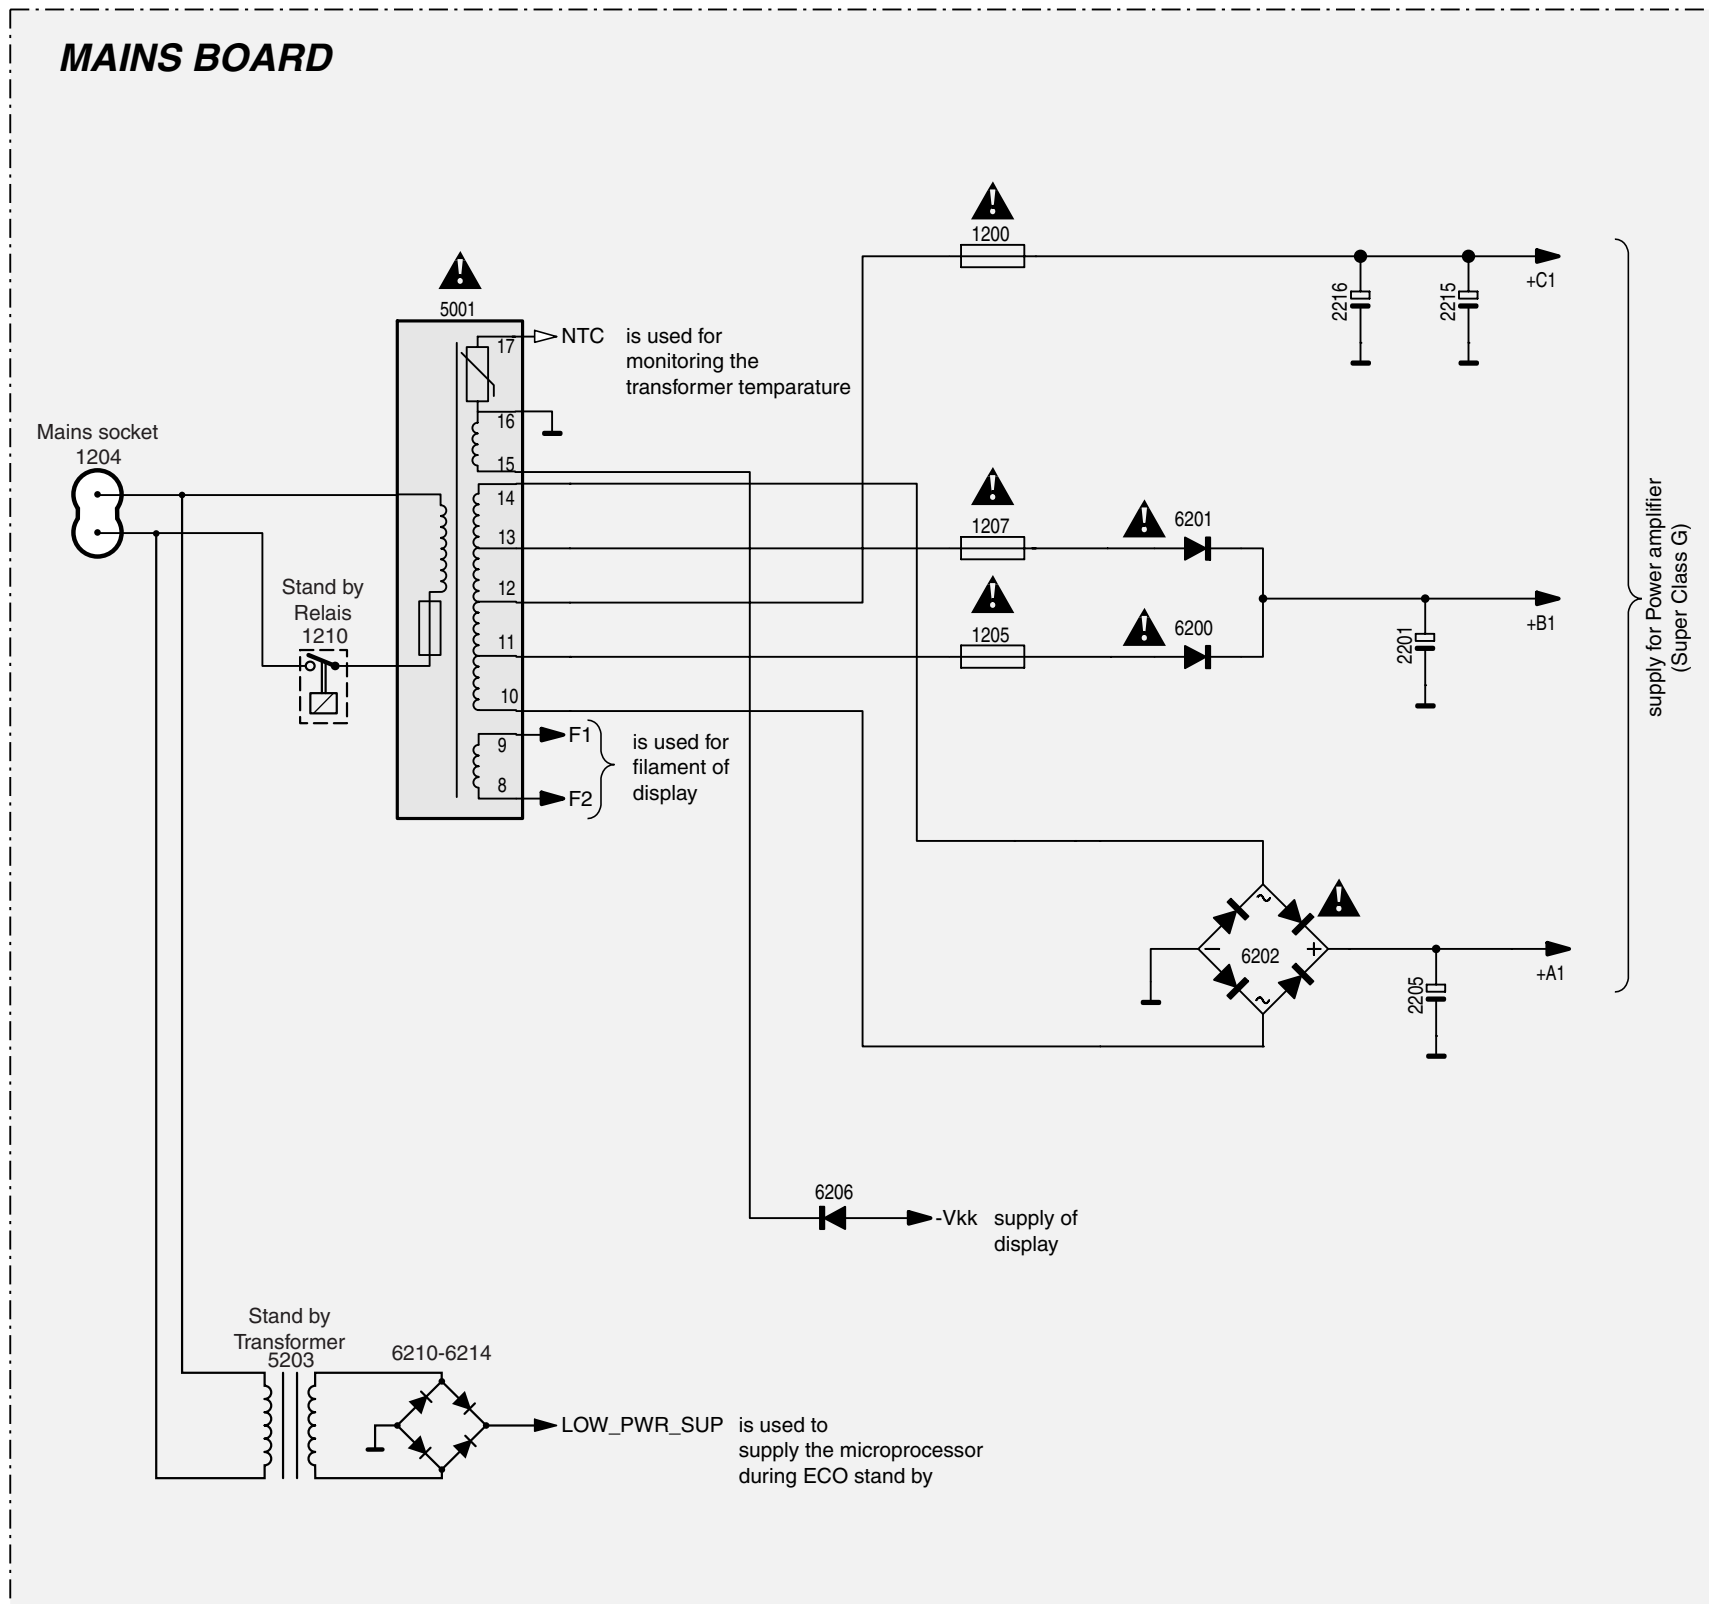 MAINS BOARD
1200
+C1
2216
2215
5001
17
NTC
is used for
monitoring the
transformer temparature
16
15
Mains socket
1204
14
13
12
11
10
9
8
1207
6201
1205
6200
+B1
2201
supply for Power amplifier
(Super Class G)
Stand by
Relais
1210
F1
F2
is used for
filament of
display
~
6202
~
+A1
2205
6206
-Vkk
supply of
display
Stand by
Transformer
5203
6210-6214
LOW_PWR_SUP
is used to
supply the microprocessor
during ECO stand by